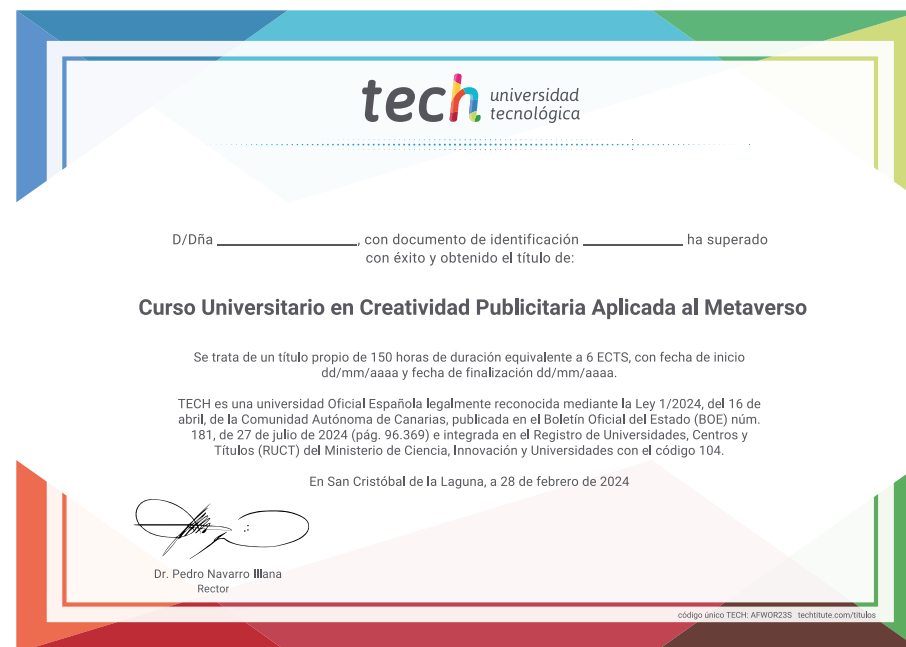 tech universidad
tecnológica
D/Dña ____________________, con documento de identificación ______________ ha superado
con éxito y obtenido el título de:
Curso Universitario en Creatividad Publicitaria Aplicada al Metaverso
Se trata de un título propio de 150 horas de duración equivalente a 6 ECTS, con fecha de inicio
dd/mm/aaaa y fecha de finalización dd/mm/aaaa.
TECH es una universidad Oficial Española legalmente reconocida mediante la Ley 1/2024, del 16 de
abril, de la Comunidad Autónoma de Canarias, publicada en el Boletín Oficial del Estado (BOE) núm.
181, de 27 de julio de 2024 (pág. 96.369) e integrada en el Registro de Universidades, Centros y
Títulos (RUCT) del Ministerio de Ciencia, Innovación y Universidades con el código 104.
En San Cristóbal de la Laguna, a 28 de febrero de 2024
Dr. Pedro Navarro Illana
Rector
código único TECH: AFWOR23S techtitute.com/titulos